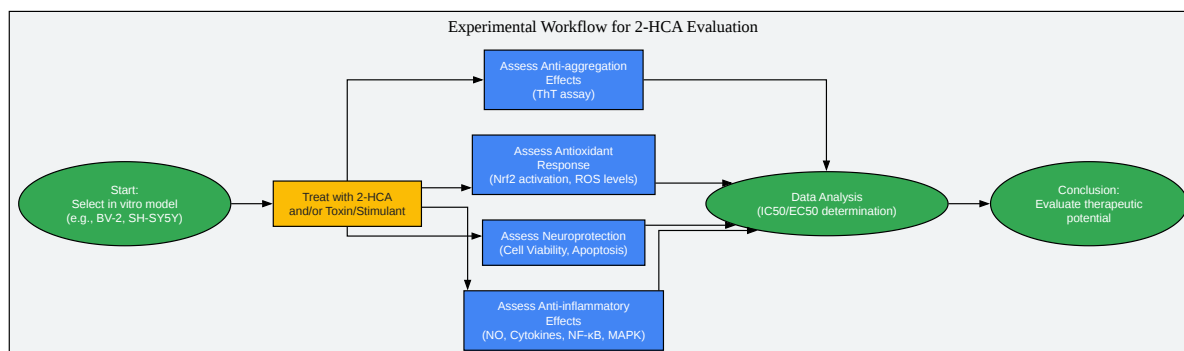 Experimental Workflow for 2-HCA Evaluation
Assess Anti-aggregation
Effects
(ThT assay)
Assess Antioxidant
Response
(Nrf2 activation, ROS levels)
Start:
Select in vitro model
(e.g., BV-2, SH-SY5Y)
Treat with 2-HCA
and/or Toxin/Stimulant
Data Analysis
(IC50/EC50 determination)
Conclusion:
Evaluate therapeutic
potential
Assess Neuroprotection
(Cell Viability, Apoptosis)
Assess Anti-inflammatory
Effects
(NO, Cytokines, NF-κB, MAPK)